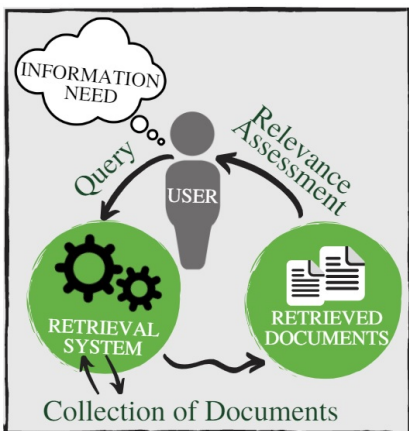 INFORMATION
NEED
Query
Relevance
Assessment
USER
RETRIEVAL
SYSTEM
RETRIEVED
DOCUMENTS
Collection of Documents